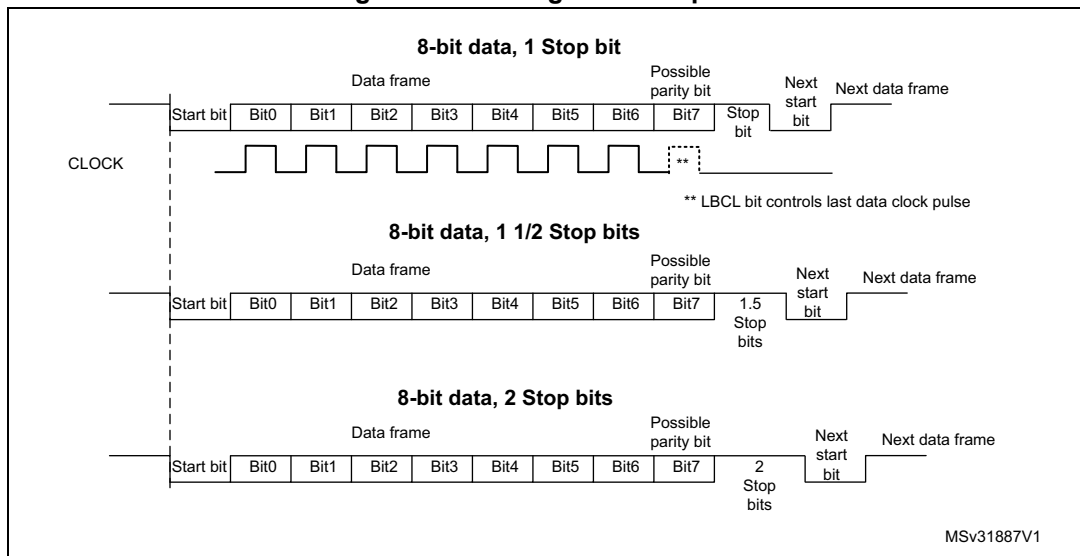 8-bit data, 1 Stop bit
Data frame
Possible
parity bit
Next
start
bit
Next data frame
Start bit Bit0 Bit1 Bit2 Bit3 Bit4 Bit5 Bit6 Bit7 Stop
bit
CLOCK
**
** LBCL bit controls last data clock pulse
8-bit data, 1 1/2 Stop bits
Data frame
Possible
parity bit
Next
start
bit
Next data frame
Start bit Bit0 Bit1 Bit2 Bit3 Bit4 Bit5 Bit6 Bit7 1.5
Stop
bits
8-bit data, 2 Stop bits
Data frame
Possible
parity bit
Next
start
bit
Next data frame
Start bit Bit0 Bit1 Bit2 Bit3 Bit4 Bit5 Bit6 Bit7 2
Stop
bits
MSv31887V1